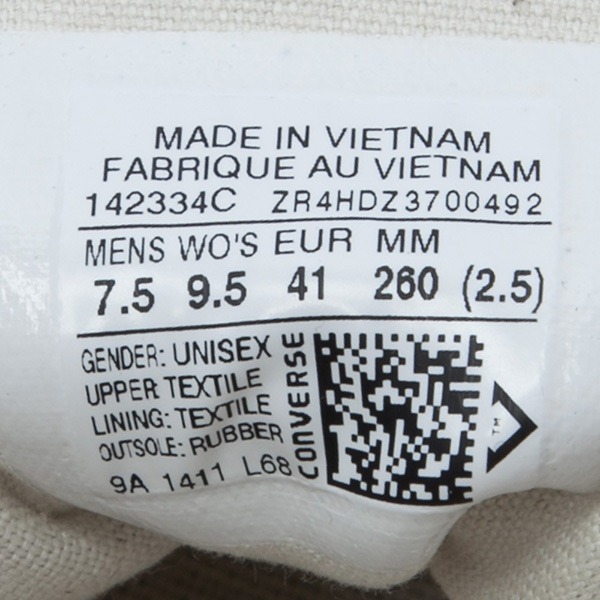 MADE IN VIETNAM
FABRIQUE AU VIETNAM
142334C ZR4HDZ3700492
MENS WO'S EUR MM
7.5 9.5 41 260 (2.5)
GENDER: UNISEX
UPPER TEXTILE
LINING: TEXTILE
OUTSOLE: RUBBER
9A 1411 L68
CONVERSE
TM